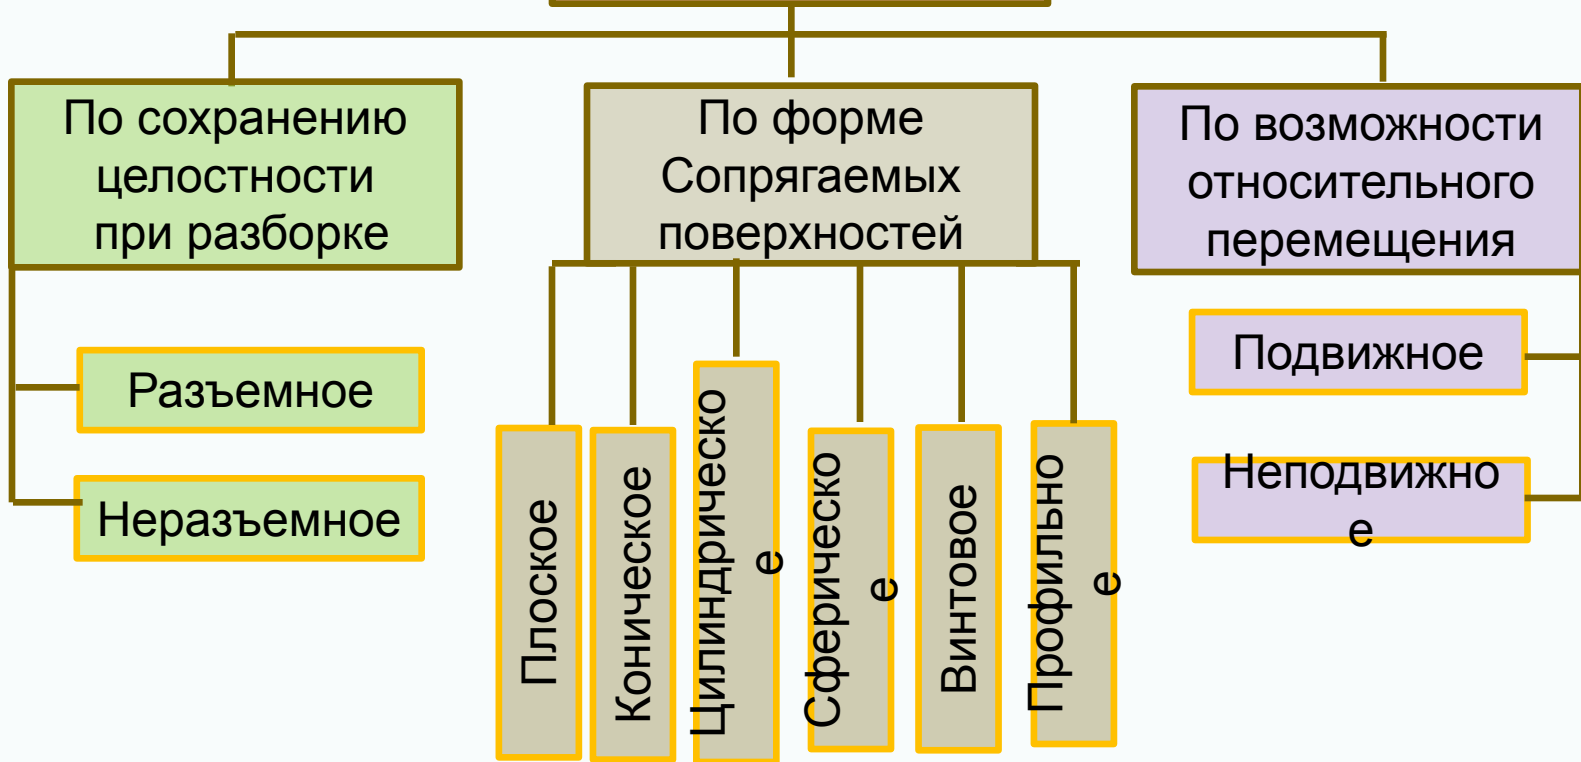 По сохранению
целостности
при разборке
Разъемное
Неразъемное
По форме
Сопрягаемых
поверхностей
Плоское
Коническое
Цилиндрическо
е
Сферическо
е
Винтовое
Профильно
е
По возможности
относительного
перемещения
Подвижное
Неподвижно
е